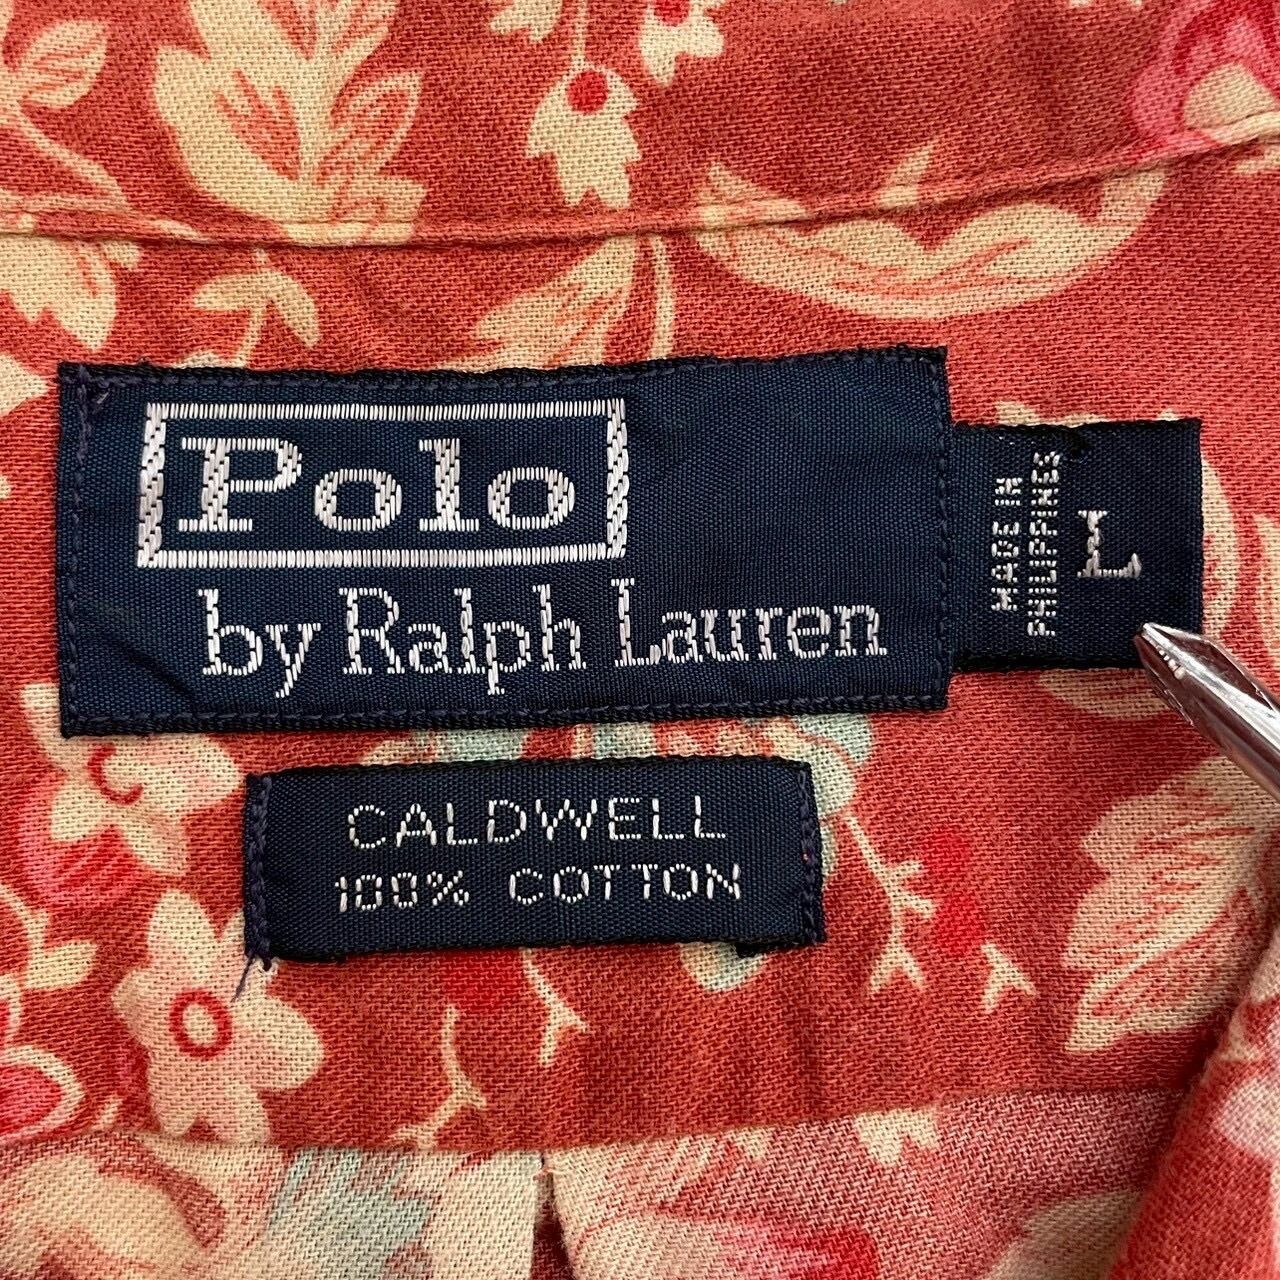 Polo
by Ralph Lauren
MADE IN
PHILIPPINES
L
CALDWELL
100% COTTON